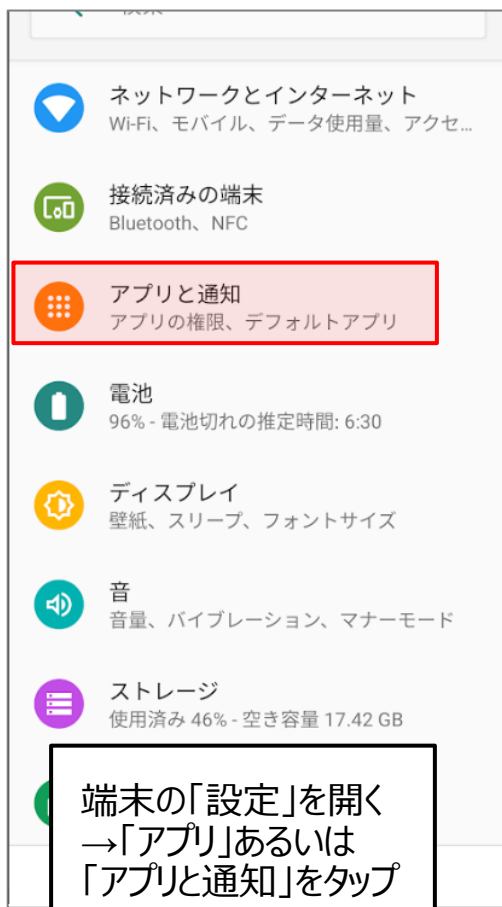 ネットワークとインターネット
Wi-Fi、モバイル、データ使用量、アクセ...
接続済みの端末
Bluetooth、NFC
アプリと通知
アプリの権限、デフォルトアプリ
電池
96% - 電池切れの推定時間: 6:30
ディスプレイ
壁紙、スリープ、フォントサイズ
音
音量、バイブレーション、マナーモード
ストレージ
使用済み 46% - 空き容量 17.42 GB
端末の「設定」を開く
→「アプリ」あるいは
「アプリと通知」をタップ